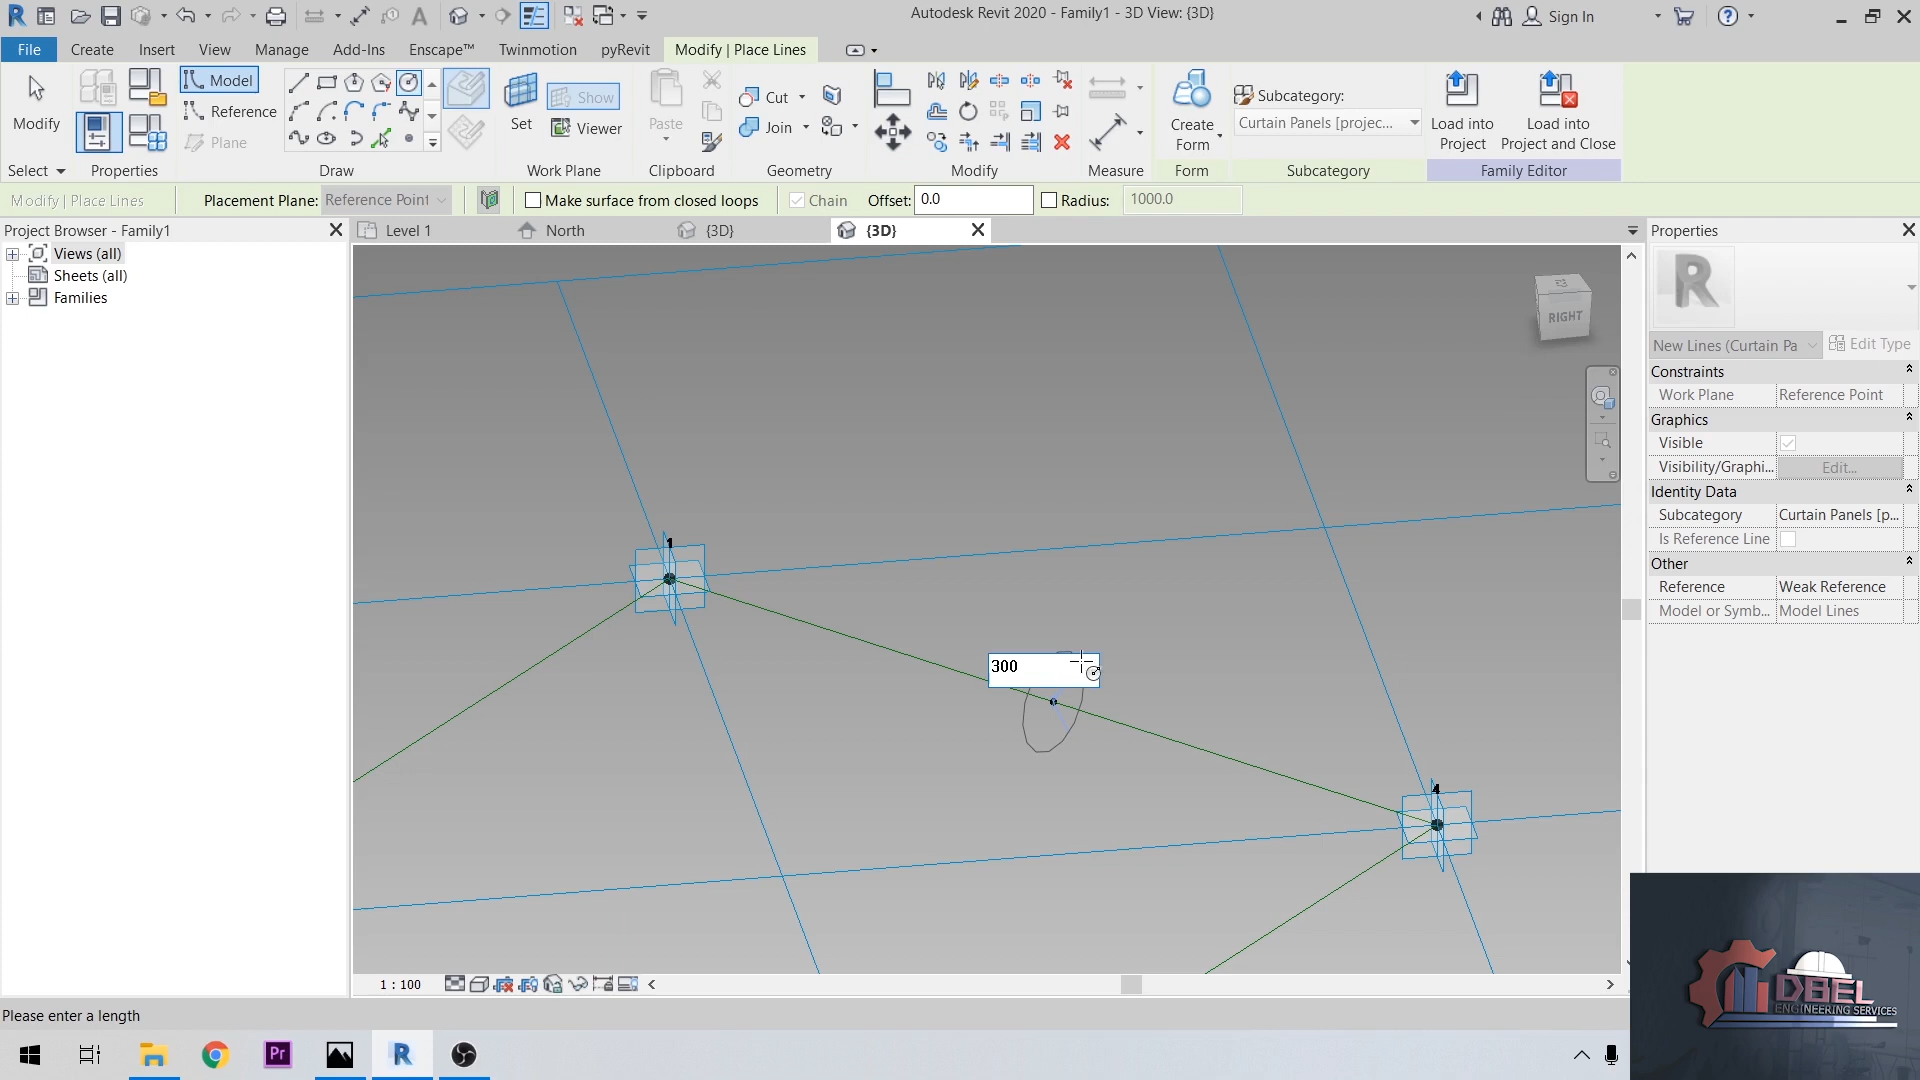 Autodesk Revit 2020 - Family1 - 3D View: {3D}
Sign In
File
Create
Insert
View
Manage
Add-Ins
Enscape™
Twinmotion
pyRevit
Modify | Place Lines
Modify
Model
Reference
Plane
Set
Show
Viewer
Paste
Cut
Join
Create
Form
Subcategory:
Curtain Panels [projec...
Load into
Project
Load into
Project and Close
Select
Properties
Draw
Work Plane
Clipboard
Geometry
Modify
Measure
Form
Subcategory
Family Editor
Modify | Place Lines
Placement Plane:
Reference Point
Make surface from closed loops
Chain
Offset:
0.0
Radius:
1000.0
Project Browser - Family1
Level 1
North
{3D}
{3D}
Properties
Views (all)
Sheets (all)
Families
RIGHT
1
4
300
New Lines (Curtain Pa
Edit Type
Constraints
Work Plane
Reference Point
Graphics
Visible
Visibility/Graphi...
Edit...
Identity Data
Subcategory
Curtain Panels [p...
Is Reference Line
Other
Reference
Weak Reference
Model or Symb...
Model Lines
1 : 100
Please enter a length
Pr
R
DBEL
ENGINEERING SERVICES